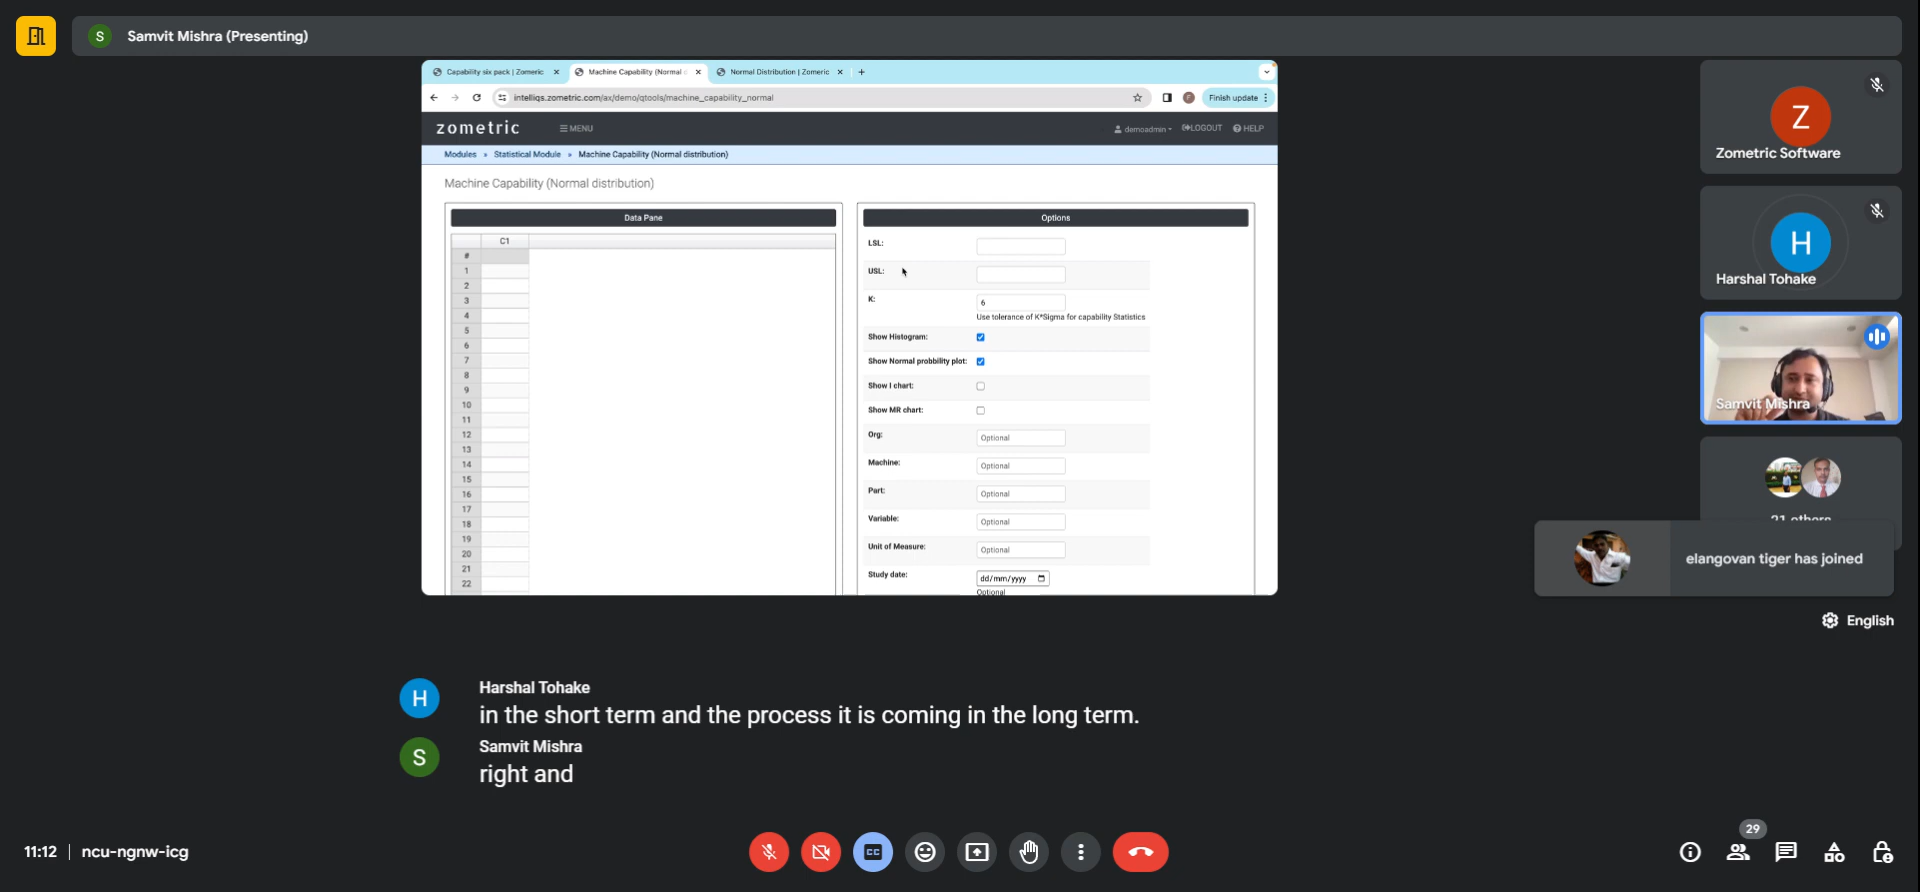 S
Samvit Mishra (Presenting)
Capability six pack | Zomeric
Machine Capability (Normal
Normal Distribution | Zomeric
intelliqs.zometric.com/ax/demo/qtools/machine_capability_normal
Finish update
zometric
MENU
demoadmin
LOGOUT
HELP
Modules » Statistical Module » Machine Capability (Normal distribution)
Machine Capability (Normal distribution)
Data Pane
C1
#
1
2
3
4
5
6
7
8
9
10
11
12
13
14
15
16
17
18
19
20
21
22
Options
LSL:
USL:
K:
6
Use tolerance of K*Sigma for capability Statistics
Show Histogram:
Show Normal probbility plot:
Show I chart:
Show MR chart:
Org:
Optional
Machine:
Optional
Part:
Optional
Variable:
Optional
Unit of Measure:
Optional
Study date:
dd/mm/yyyy
Optional
Z
Zometric Software
H
Harshal Tohake
Samvit Mishra
21 others
elangovan tiger has joined
English
H
Harshal Tohake
in the short term and the process it is coming in the long term.
S
Samvit Mishra
right and
11:12 | ncu-ngnw-icg
CC
29